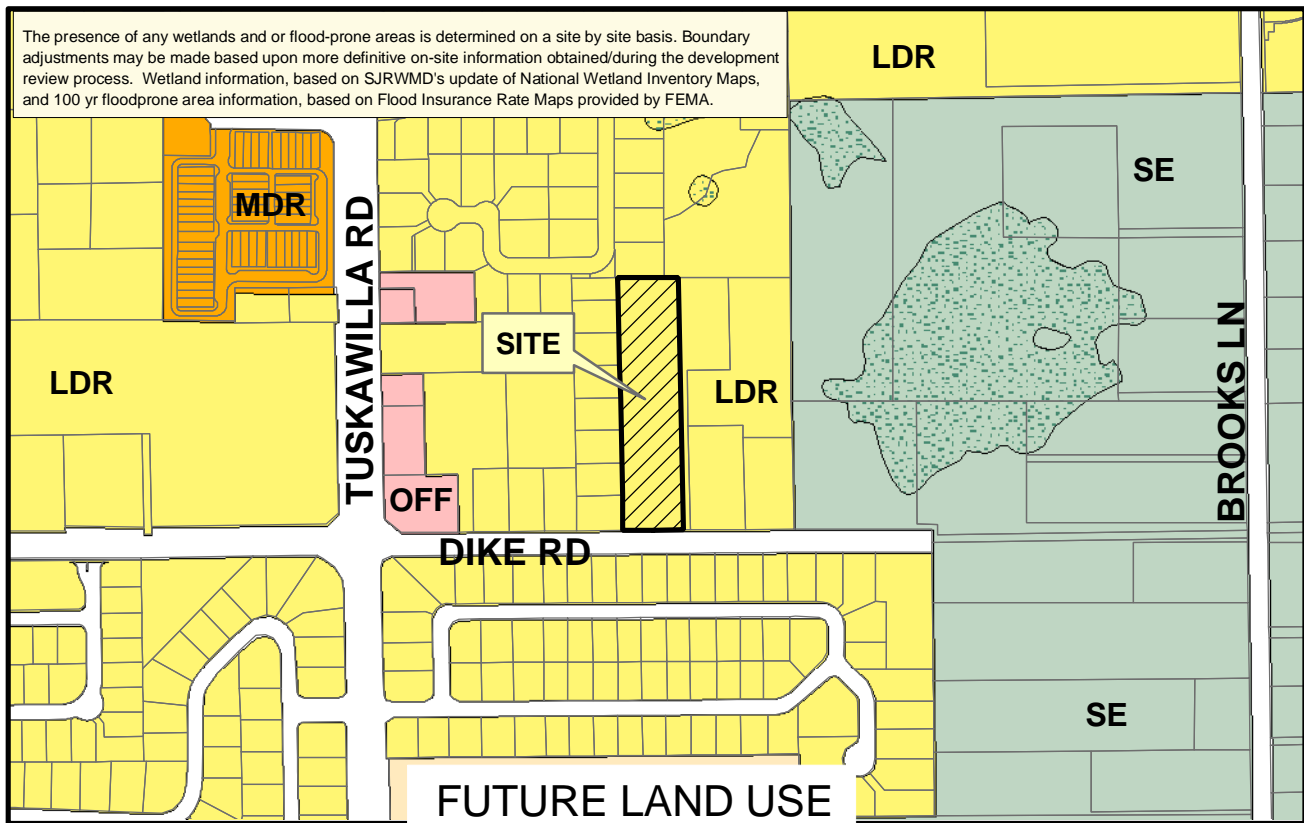 The presence of any wetlands and or flood-prone areas is determined on a site by site basis. Boundary
adjustments may be made based upon more definitive on-site information obtained/during the development
review process. Wetland information, based on SJRWMD's update of National Wetland Inventory Maps,
and 100 yr floodprone area information, based on Flood Insurance Rate Maps provided by FEMA.
LDR
SE
MDR
TUSKAWILLA RD
SITE
LDR
LDR
BROOKS LN
OFF
DIKE RD
SE
FUTURE LAND USE